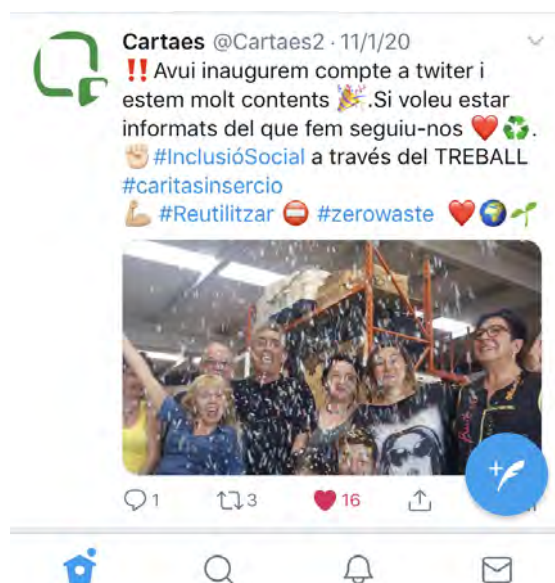 Cartaes @Cartaes2 · 11/1/20
‼️Avui inaugurem compte a twiter i
estem molt contents 🎉.Si voleu estar
informats del que fem seguiu-nos ❤️♻️.
✊🏼#InclusióSocial a través del TREBALL
#caritasinsercio
💪🏼 #Reutilitzar ⛔ #zerowaste ❤️🌍🌱
1 3 16